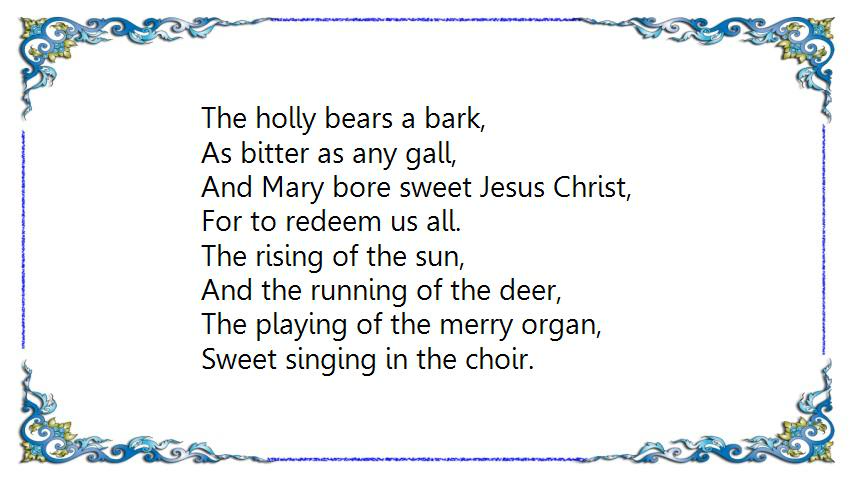 The holly bears a bark,
As bitter as any gall,
And Mary bore sweet Jesus Christ,
For to redeem us all.
The rising of the sun,
And the running of the deer,
The playing of the merry organ,
Sweet singing in the choir.